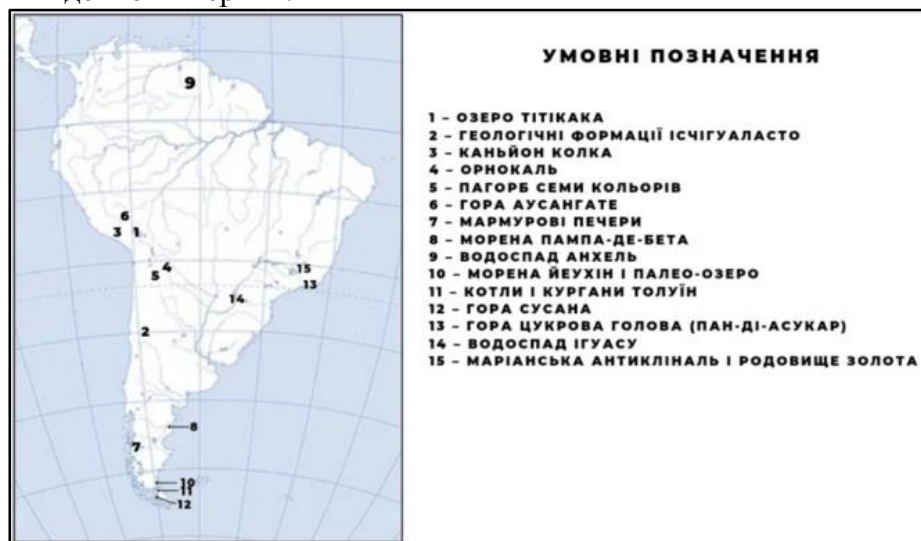 УМОВНІ ПОЗНАЧЕННЯ
1 – ОЗЕРО ТІТІКАКА
2 – ГЕОЛОГІЧНІ ФОРМАЦІЇ ІСЧІГУАЛАСТО
3 – КАНЬЙОН КОЛКА
4 – ОРНОКАЛЬ
5 – ПАГОРБ СЕМИ КОЛЬОРІВ
6 – ГОРА АУСАНГАТЕ
7 – МАРМУРОВІ ПЕЧЕРИ
8 – МОРЕНА ПАМПА-ДЕ-БЕТА
9 – ВОДОСПАД АНХЕЛЬ
10 – МОРЕНА ЙЕУХІН І ПАЛЕО-ОЗЕРО
11 – КОТЛИ І КУРГАНИ ТОЛУЇН
12 – ГОРА СУСАНА
13 – ГОРА ЦУКРОВА ГОЛОВА (ПАН-ДІ-АСУКАР)
14 – ВОДОСПАД ІГУАСУ
15 – МАРІАНСЬКА АНТИКЛІНАЛЬ І РОДОВИЩЕ ЗОЛОТА
9
6
3 1
4
5
15
13
14
2
8
7
10
11
12